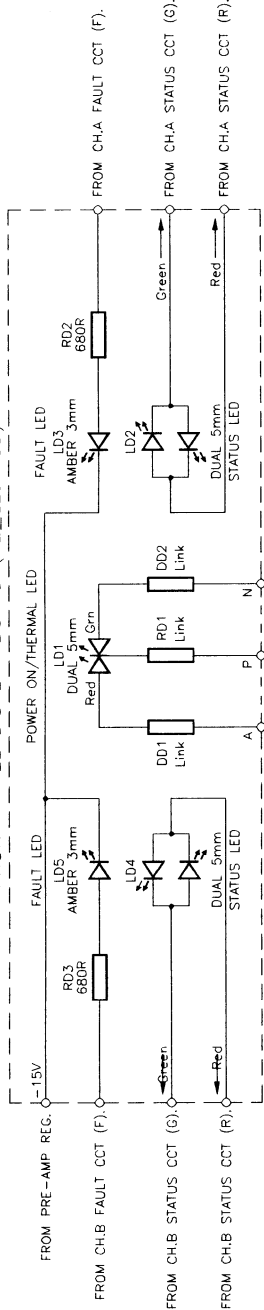 -15V
FROM PRE-AMP REG.
FROM CH.B FAULT CCT (F).
FROM CH.B STATUS CCT (G).
FROM CH.B STATUS CCT (R).
RD3
680R
FAULT LED
LD5
AMBER 3mm
LD4
DUAL 5mm
STATUS LED
Green
Red
POWER ON/THERMAL LED
LD1
DUAL 5mm
Red
Grn
DD1
Link
RD1
Link
DD2
Link
A
P
N
FAULT LED
LD3
AMBER 3mm
RD2
680R
LD2
DUAL 5mm
STATUS LED
Green
Red
FROM CH.A FAULT CCT (F).
FROM CH.A STATUS CCT (G).
FROM CH.A STATUS CCT (R).